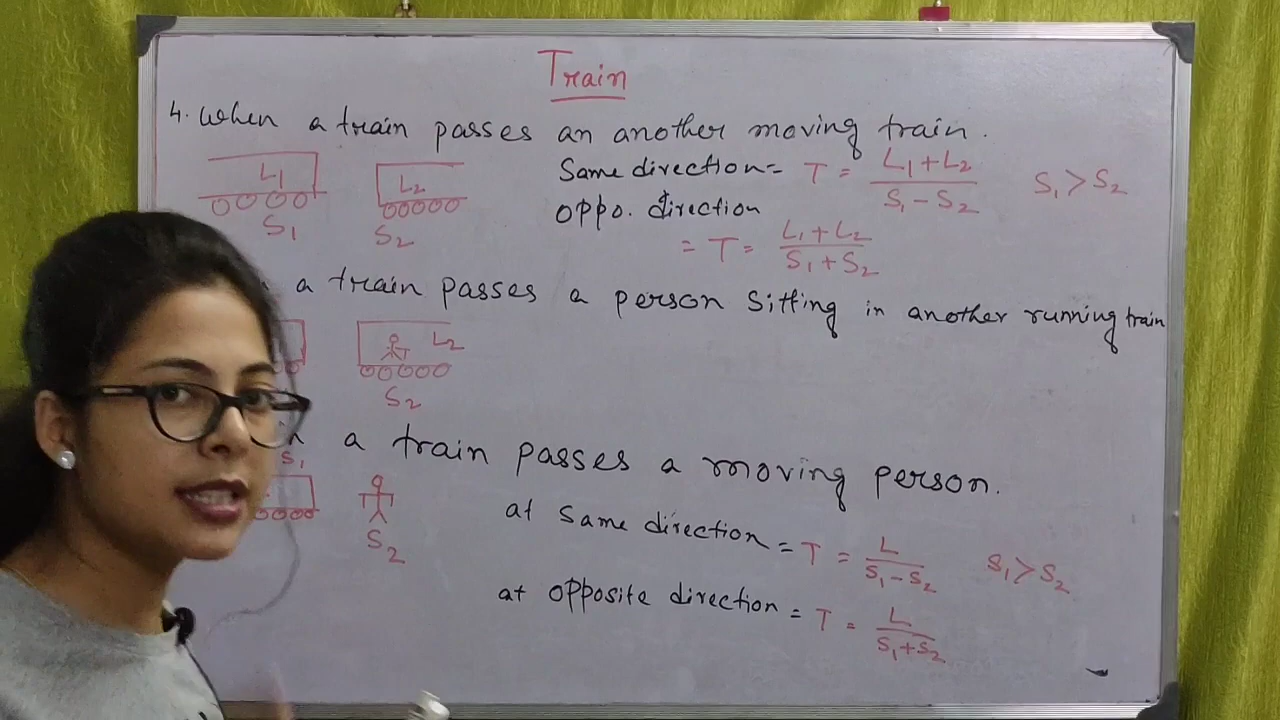 Train
4. When a train passes an another moving train.
L₁ L₂ Same direction = T = L₁+L₂ / S₁-S₂ S₁ > S₂
S₁ S₂ Oppo. direction
= T = L₁+L₂ / S₁+S₂
a train passes a person sitting in another running train
L₂
S₂
a train passes a moving person.
S₁
S₂ at same direction = T = L / S₁-S₂ S₁ > S₂
at opposite direction = T = L / S₁+S₂